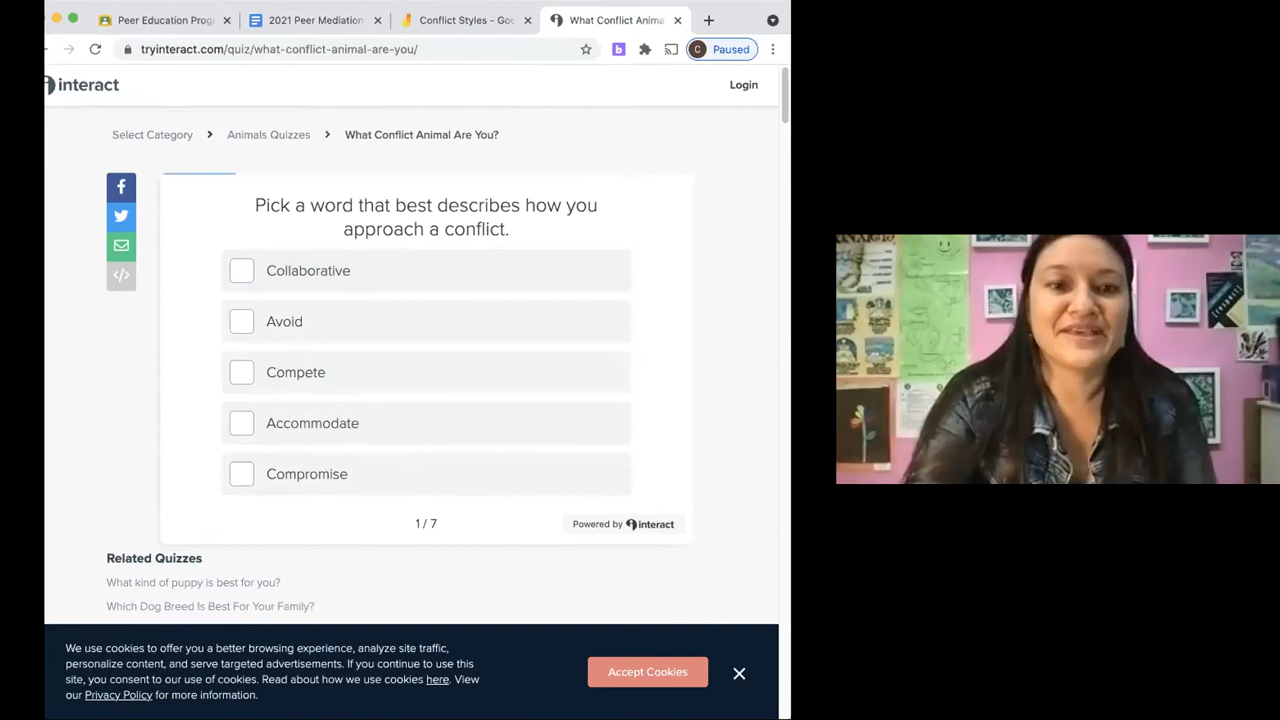 Peer Education Prog
2021 Peer Mediation
Conflict Styles - Goo
What Conflict Anima
tryinteract.com/quiz/what-conflict-animal-are-you/
b
C
Paused
interact
Login
Select Category
Animals Quizzes
What Conflict Animal Are You?
Pick a word that best describes how you
approach a conflict.
Collaborative
Avoid
Compete
Accommodate
Compromise
1 / 7
Powered by interact
Related Quizzes
What kind of puppy is best for you?
Which Dog Breed Is Best For Your Family?
We use cookies to offer you a better browsing experience, analyze site traffic,
personalize content, and serve targeted advertisements. If you continue to use this
site, you consent to our use of cookies. Read about how we use cookies here. View
our Privacy Policy for more information.
Accept Cookies